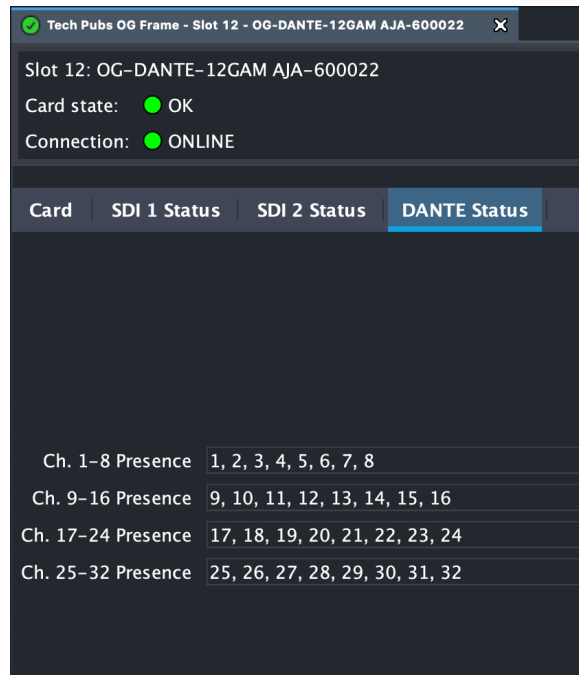 Tech Pubs OG Frame - Slot 12 - OG-DANTE-12GAM AJA-600022
Slot 12: OG-DANTE-12GAM AJA-600022
Card state: OK
Connection: ONLINE
Card SDI 1 Status SDI 2 Status DANTE Status
Ch. 1-8 Presence 1, 2, 3, 4, 5, 6, 7, 8
Ch. 9-16 Presence 9, 10, 11, 12, 13, 14, 15, 16
Ch. 17-24 Presence 17, 18, 19, 20, 21, 22, 23, 24
Ch. 25-32 Presence 25, 26, 27, 28, 29, 30, 31, 32